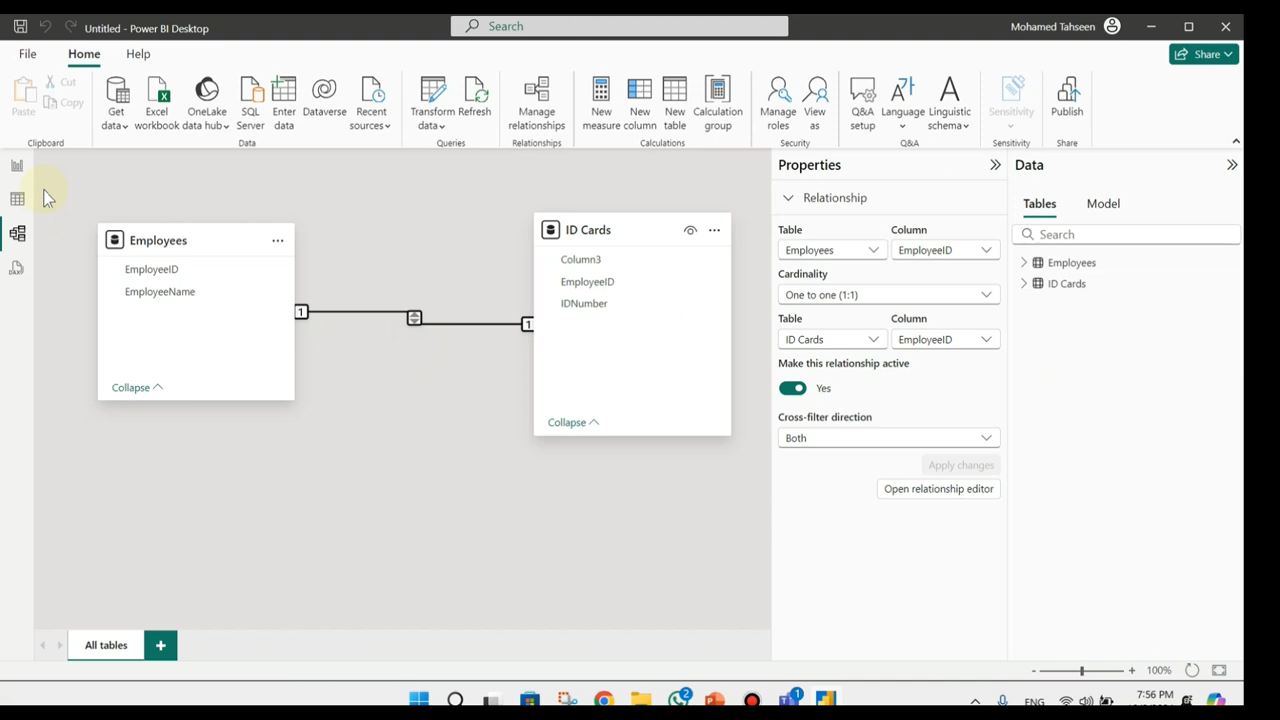 Untitled - Power BI Desktop
Search
Mohamed Tahseen
File
Home
Help
Share
Paste
Cut
Copy
Get data
Excel workbook
OneLake data hub
SQL Server
Enter data
Dataverse
Recent sources
Transform data
Refresh
Manage relationships
New measure
New column
New table
Calculation group
Manage roles
View as
Q&A setup
Language
Linguistic schema
Sensitivity
Publish
Clipboard
Data
Queries
Relationships
Calculations
Security
Q&A
Sensitivity
Share
Employees
EmployeeID
EmployeeName
Collapse
1
1
ID Cards
Column3
EmployeeID
IDNumber
Collapse
Properties
Relationship
Table
Column
Employees
EmployeeID
Cardinality
One to one (1:1)
Table
Column
ID Cards
EmployeeID
Make this relationship active
Yes
Cross-filter direction
Both
Apply changes
Open relationship editor
Data
Tables
Model
Search
Employees
ID Cards
All tables
100%
2
1
ENG
7:56 PM